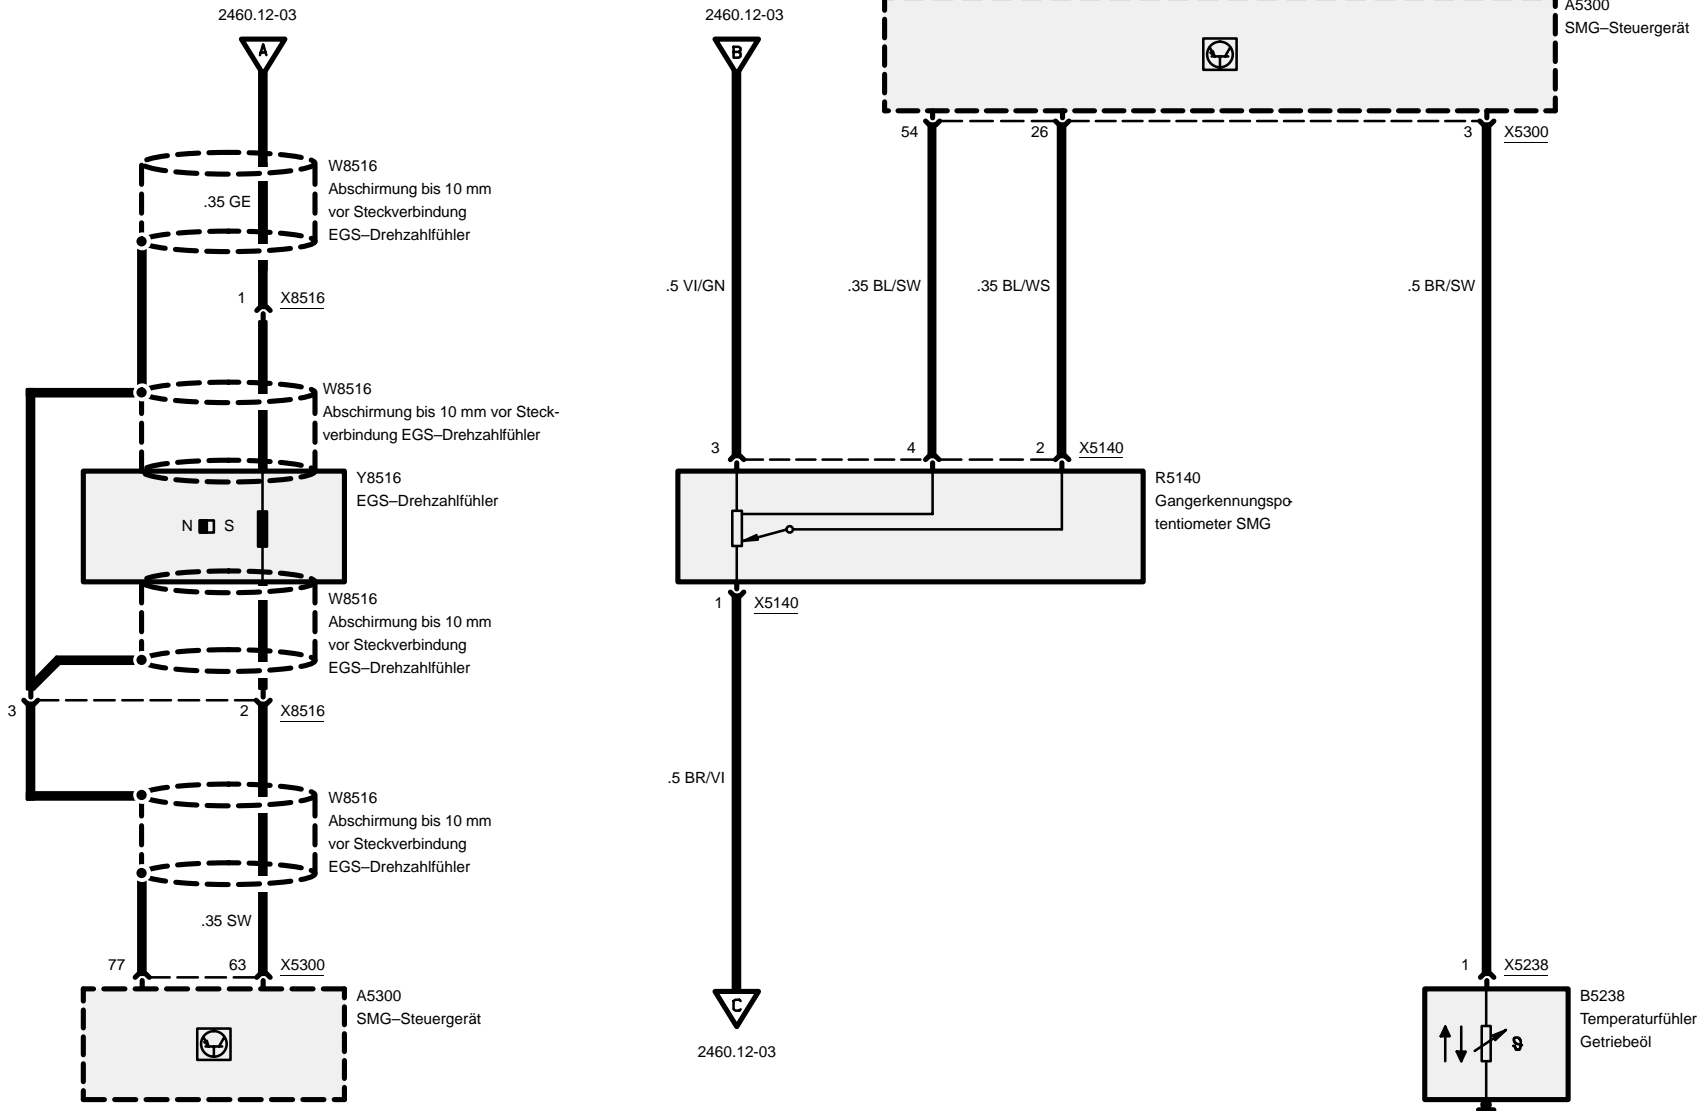 2460.12-03
A
W8516
Abschirmung bis 10 mm
vor Steckverbindung
EGS–Drehzahlfühler
.35 GE
1 X8516
W8516
Abschirmung bis 10 mm vor Steck-
verbindung EGS–Drehzahlfühler
Y8516
EGS–Drehzahlfühler
N S
W8516
Abschirmung bis 10 mm
vor Steckverbindung
EGS–Drehzahlfühler
3 2 X8516
W8516
Abschirmung bis 10 mm
vor Steckverbindung
EGS–Drehzahlfühler
.35 SW
77 63 X5300
A5300
SMG–Steuergerät
2460.12-03
B
A5300
SMG–Steuergerät
54 26 3 X5300
.5 VI/GN .35 BL/SW .35 BL/WS .5 BR/SW
3 4 2 X5140
R5140
Gangerkennungspo-
tentiometer SMG
1 X5140
.5 BR/VI
C
2460.12-03
1 X5238
B5238
Temperaturfühler
Getriebeöl
ϑ